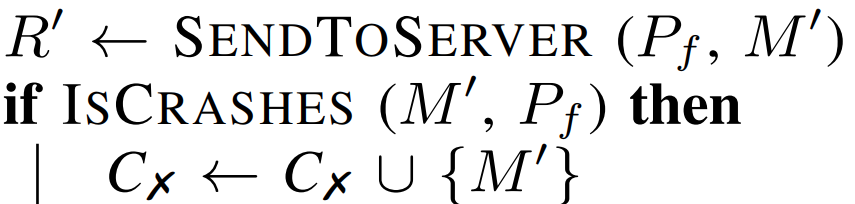 R′ ← SENDTOSERVER (P_f, M′)
if ISCRASHES (M′, P_f) then
| C_✗ ← C_✗ ∪ {M′}